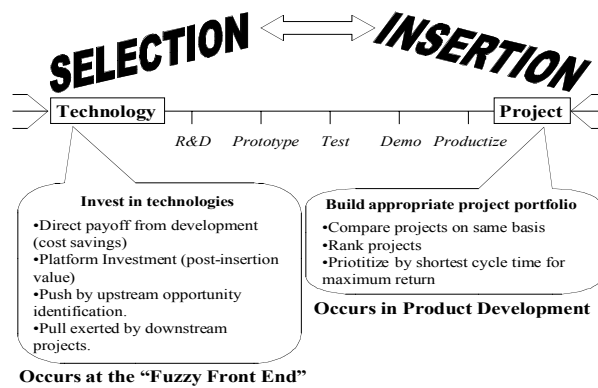 SELECTION
INSERTION
Technology
Project
R&D
Prototype
Test
Demo
Productize
Invest in technologies
•Direct payoff from development
(cost savings)
•Platform Investment (post-insertion
value)
•Push by upstream opportunity
identification.
•Pull exerted by downstream
projects.
Occurs at the “Fuzzy Front End”
Build appropriate project portfolio
•Compare projects on same basis
•Rank projects
•Priotitize by shortest cycle time for
maximum return
Occurs in Product Development